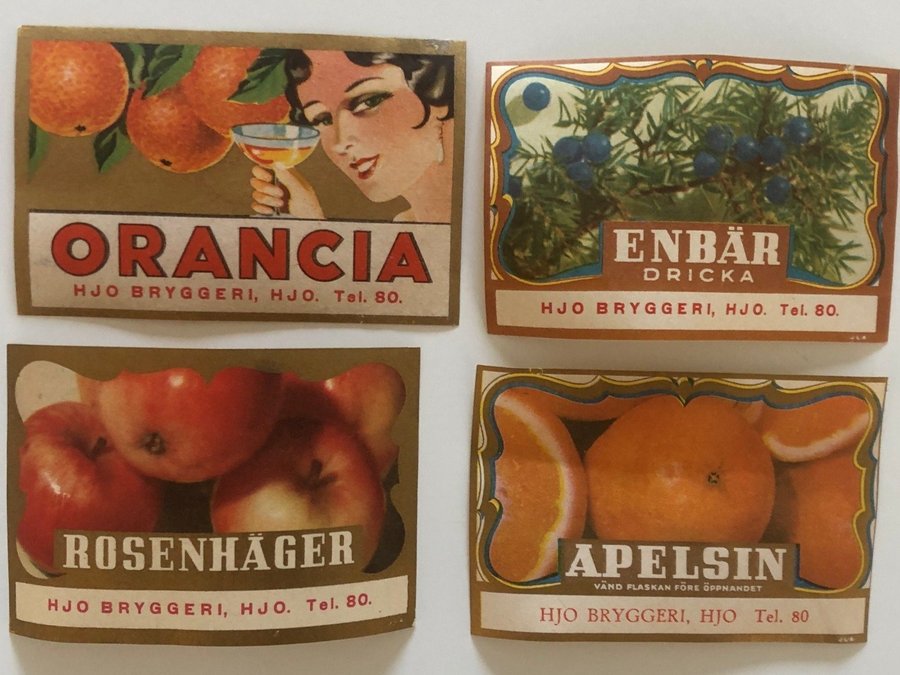 ORANCIA
HJO BRYGGERI, HJO. Tel. 80.
ENBÄR
DRICKA
HJO BRYGGERI, HJO. Tel. 80.
ROSENHÄGER
HJO BRYGGERI, HJO. Tel. 80.
APELSIN
VÄND FLASKAN FÖRE ÖPPNANDET
HJO BRYGGERI, HJO Tel. 80